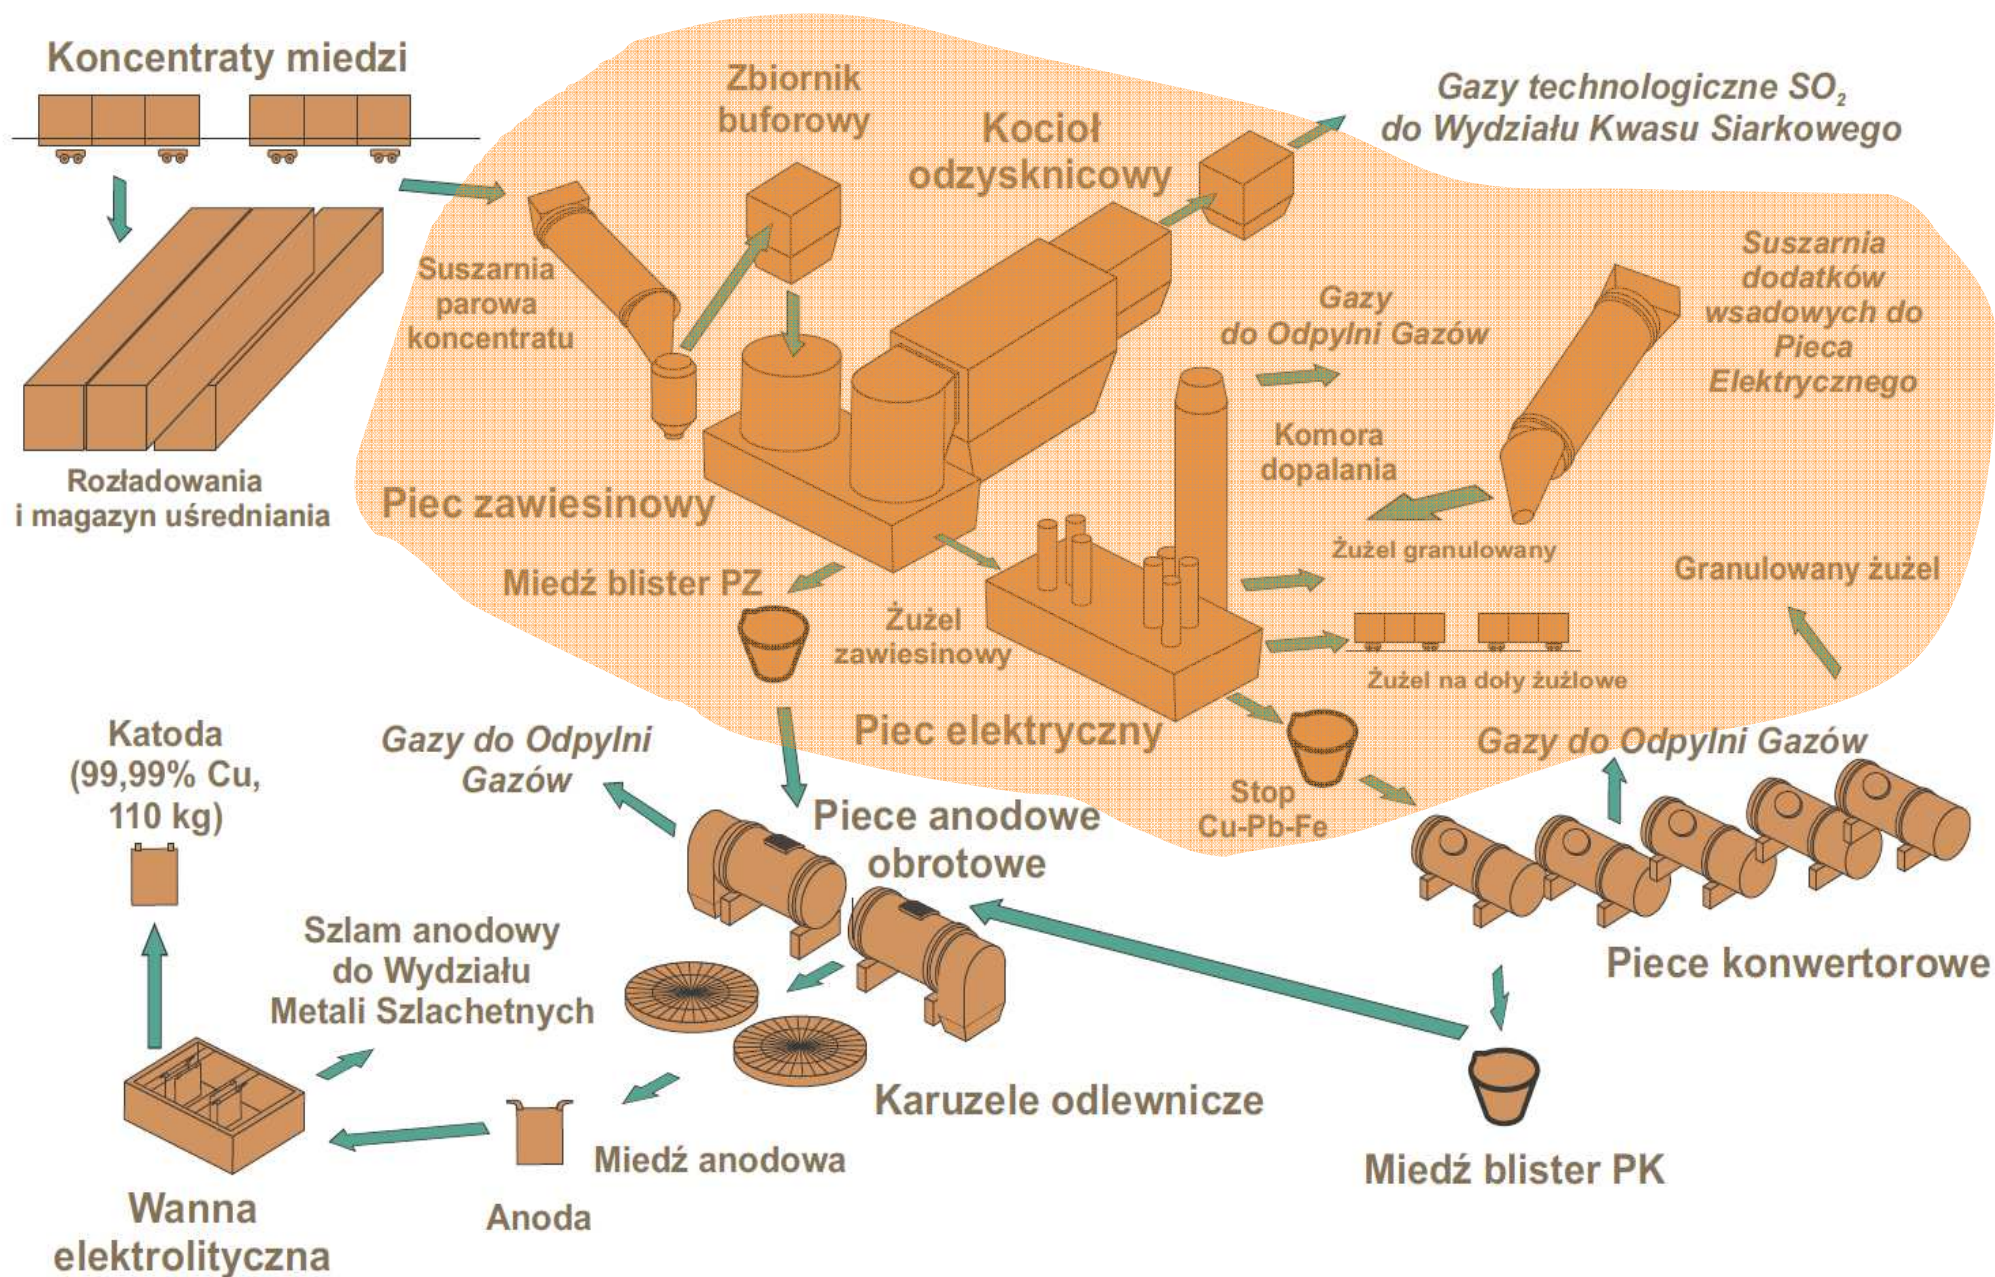 Koncentraty miedzi
Zbiornik
buforowy
Kocioł
odzysknicowy
Gazy technologiczne SO₂
do Wydziału Kwasu Siarkowego
Suszarnia
parowa
koncentratu
Gazy
do Odpylni Gazów
Suszarnia
dodatków
wsadowych do
Pieca
Elektrycznego
Rozładowania
i magazyn uśredniania
Piec zawiesinowy
Komora
dopalania
Żużel granulowany
Granulowany żużel
Miedź blister PZ
Żużel
zawiesinowy
Żużel na doły żużlowe
Piec elektryczny
Stop
Cu-Pb-Fe
Gazy do Odpylni Gazów
Katoda
(99,99% Cu,
110 kg)
Gazy do Odpylni
Gazów
Piece anodowe
obrotowe
Piece konwertorowe
Szlam anodowy
do Wydziału
Metali Szlachetnych
Karuzele odlewnicze
Miedź anodowa
Miedź blister PK
Anoda
Wanna
elektrolityczna